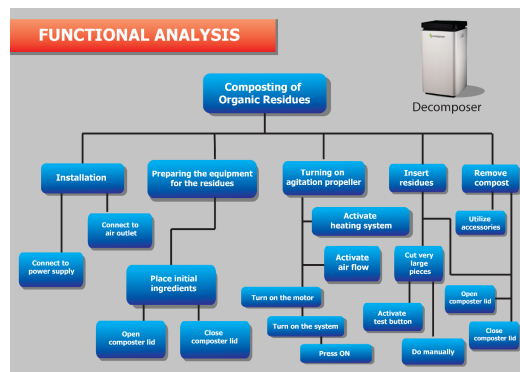 FUNCTIONAL ANALYSIS
Decomposer
Composting of
Organic Residues
Installation
Preparing the equipment
for the residues
Turning on
agitation propeller
Insert
residues
Remove
compost
Connect to
air outlet
Connect to
power supply
Place initial
ingredients
Open
composter lid
Close
composter lid
Activate
heating system
Activate
air flow
Turn on the motor
Turn on the system
Press ON
Cut very
large
pieces
Activate
test button
Do manually
Utilize
accessories
Open
composter lid
Close
composter lid